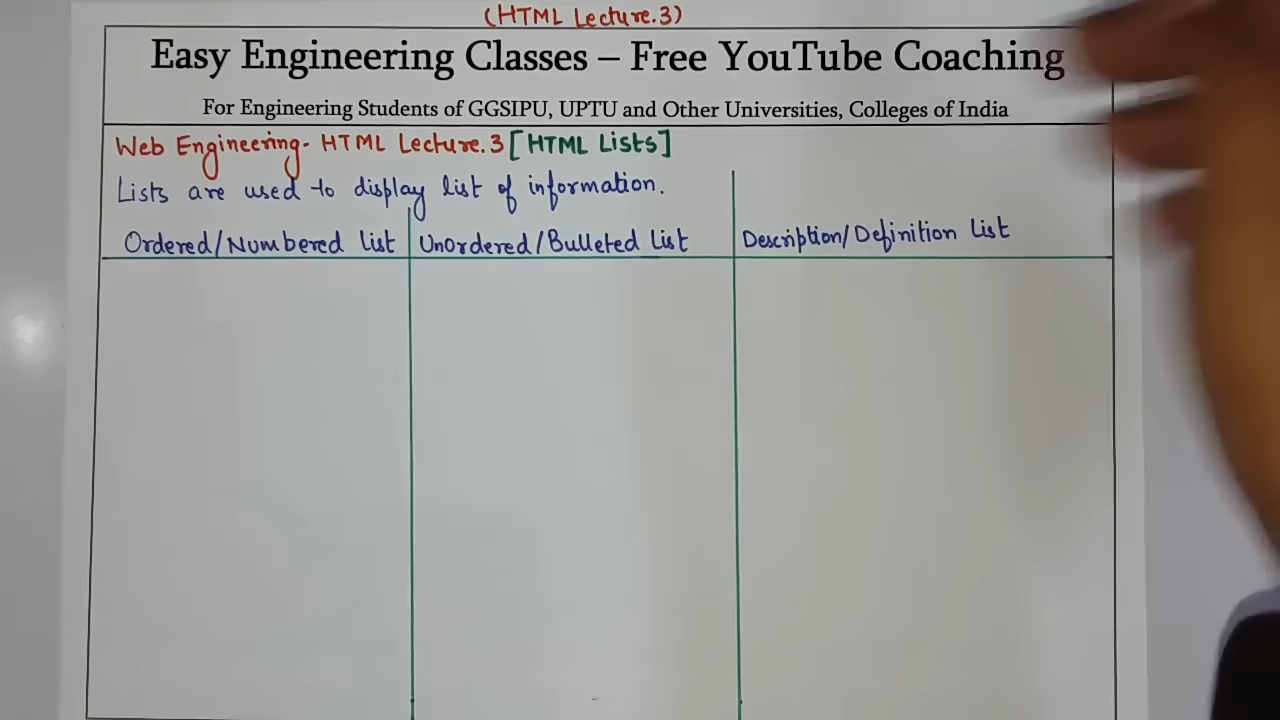 (HTML Lecture.3)
Easy Engineering Classes – Free YouTube Coaching
For Engineering Students of GGSIPU, UPTU and Other Universities, Colleges of India
Web Engineering- HTML Lecture.3 [HTML Lists]
Lists are used to display list of information.
Ordered/Numbered list Unordered/Bulleted List Description/Definition List